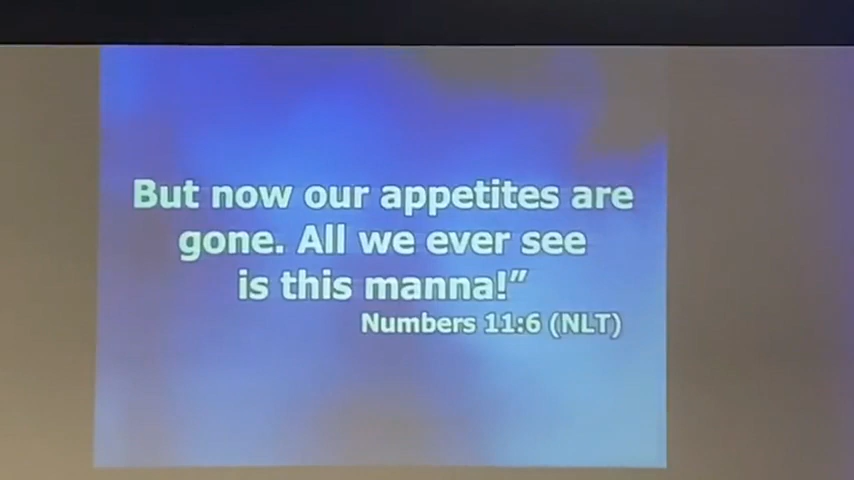 But now our appetites are
gone. All we ever see
is this manna!”
Numbers 11:6 (NLT)